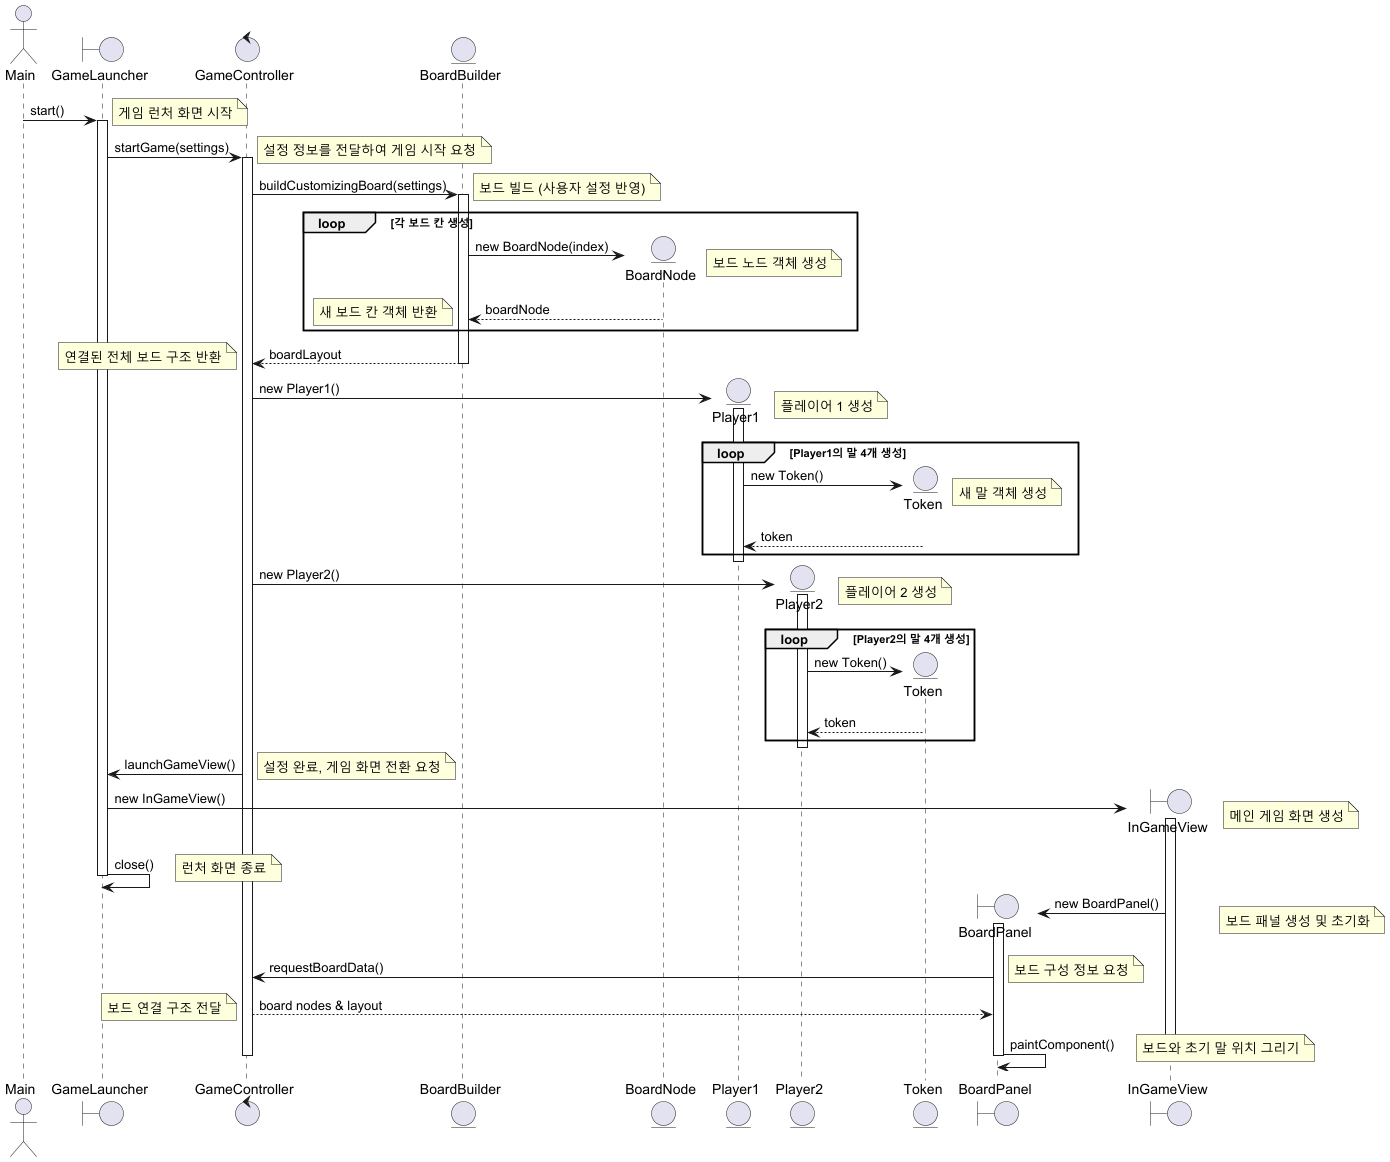 Main
GameLauncher
GameController
BoardBuilder
start()
게임 런처 화면 시작
startGame(settings)
설정 정보를 전달하여 게임 시작 요청
buildCustomizingBoard(settings)
보드 빌드 (사용자 설정 반영)
loop
[각 보드 칸 생성]
new BoardNode(index)
BoardNode
보드 노드 객체 생성
새 보드 칸 객체 반환
boardNode
연결된 전체 보드 구조 반환
boardLayout
new Player1()
Player1
플레이어 1 생성
loop
[Player1의 말 4개 생성]
new Token()
Token
새 말 객체 생성
token
new Player2()
Player2
플레이어 2 생성
loop
[Player2의 말 4개 생성]
new Token()
Token
token
launchGameView()
설정 완료, 게임 화면 전환 요청
new InGameView()
InGameView
메인 게임 화면 생성
close()
런처 화면 종료
new BoardPanel()
BoardPanel
보드 패널 생성 및 초기화
requestBoardData()
보드 구성 정보 요청
보드 연결 구조 전달
board nodes & layout
paintComponent()
보드와 초기 말 위치 그리기
Main
GameLauncher
GameController
BoardBuilder
BoardNode
Player1
Player2
Token
BoardPanel
InGameView